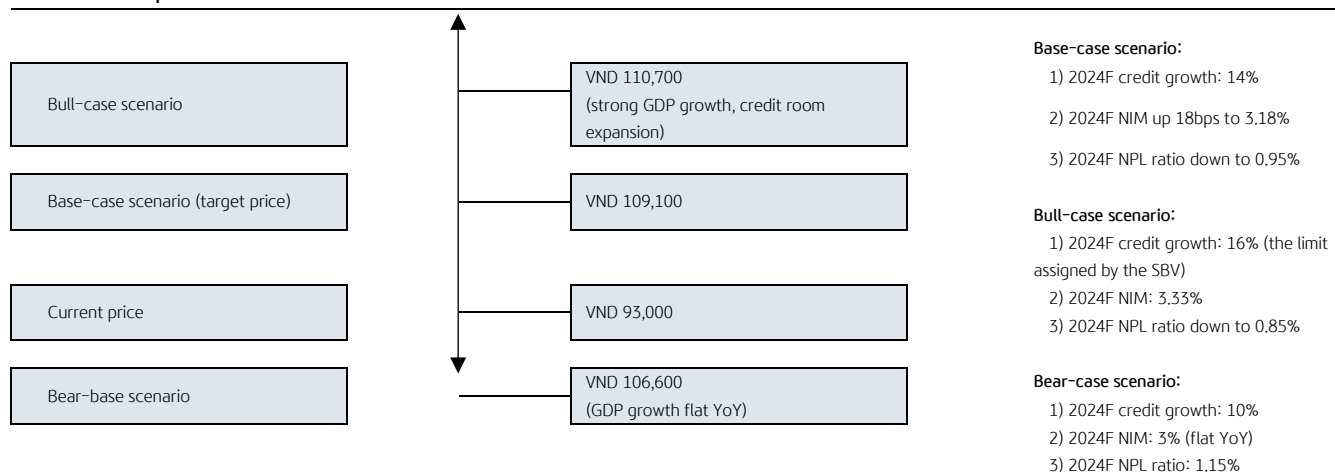 Bull-case scenario
VND 110,700
(strong GDP growth, credit room
expansion)
Base-case scenario (target price)
VND 109,100
Current price
VND 93,000
Bear-base scenario
VND 106,600
(GDP growth flat YoY)
Base-case scenario:
1) 2024F credit growth: 14%
2) 2024F NIM up 18bps to 3.18%
3) 2024F NPL ratio down to 0.95%
Bull-case scenario:
1) 2024F credit growth: 16% (the limit
assigned by the SBV)
2) 2024F NIM: 3.33%
3) 2024F NPL ratio down to 0.85%
Bear-case scenario:
1) 2024F credit growth: 10%
2) 2024F NIM: 3% (flat YoY)
3) 2024F NPL ratio: 1.15%